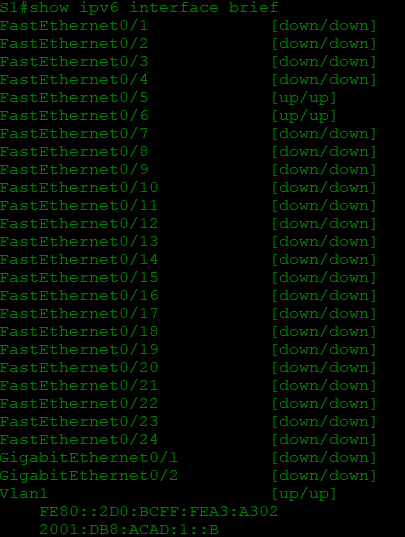 S1#show ipv6 interface brief
FastEthernet0/1 [down/down]
FastEthernet0/2 [down/down]
FastEthernet0/3 [down/down]
FastEthernet0/4 [down/down]
FastEthernet0/5 [up/up]
FastEthernet0/6 [up/up]
FastEthernet0/7 [down/down]
FastEthernet0/8 [down/down]
FastEthernet0/9 [down/down]
FastEthernet0/10 [down/down]
FastEthernet0/11 [down/down]
FastEthernet0/12 [down/down]
FastEthernet0/13 [down/down]
FastEthernet0/14 [down/down]
FastEthernet0/15 [down/down]
FastEthernet0/16 [down/down]
FastEthernet0/17 [down/down]
FastEthernet0/18 [down/down]
FastEthernet0/19 [down/down]
FastEthernet0/20 [down/down]
FastEthernet0/21 [down/down]
FastEthernet0/22 [down/down]
FastEthernet0/23 [down/down]
FastEthernet0/24 [down/down]
GigabitEthernet0/1 [down/down]
GigabitEthernet0/2 [down/down]
Vlan1 [up/up]
FE80::2D0:BCFF:FEA3:A302
2001:DB8:ACAD:1::B